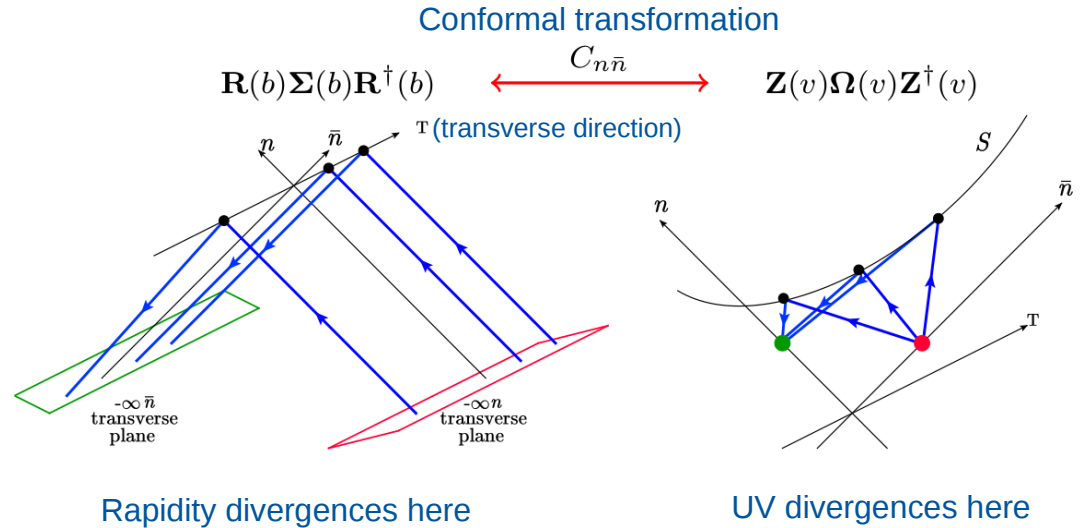 Conformal transformation
C_{n\bar{n}}
R(b)Σ(b)R†(b)
Z(v)Ω(v)Z†(v)
T (transverse direction)
n
n̄
S
n
n̄
T
-∞ n̄
transverse
plane
-∞ n
transverse
plane
Rapidity divergences here
UV divergences here